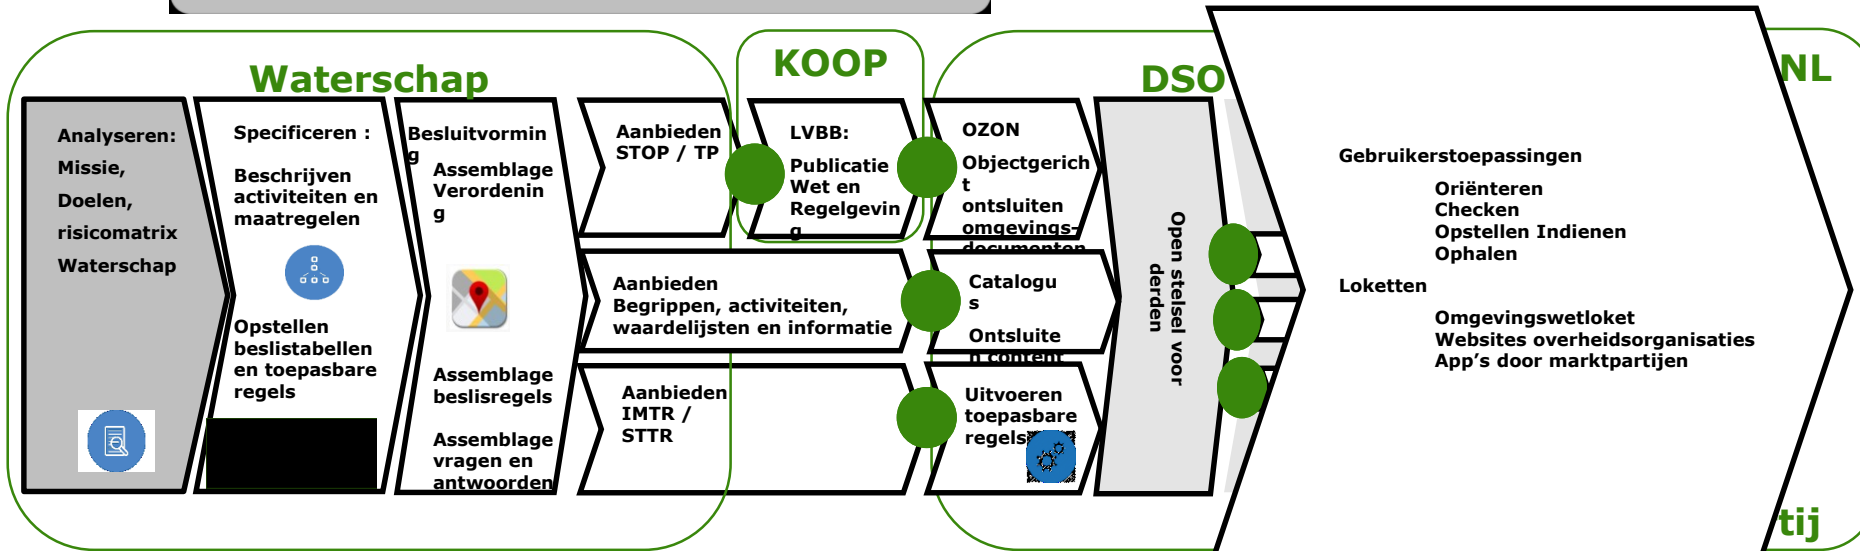 Waterschap
KOOP
DSO
NL
tij
Analyseren:
Missie,
Doelen,
risicomatrix
Waterschap
Specificeren :
Beschrijven
activiteiten en
maatregelen
Opstellen
beslistabellen
en toepasbare
regels
Besluitvormin
g
Assemblage
Verordenin
g
Assemblage
beslisregels
Assemblage
vragen en
antwoorden
Aanbieden
STOP / TP
Aanbieden
Begrippen, activiteiten,
waardelijsten en informatie
Aanbieden
IMTR /
STTR
LVBB:
Publicatie
Wet en
Regelgevin
g
OZON
Objectgerich
t
ontsluiten
omgevings-
documenten
Catalogu
s
Ontsluite
n content
Uitvoeren
toepasbare
regels
Open stelsel voor
derden
Gebruikerstoepassingen
Oriënteren
Checken
Opstellen Indienen
Ophalen
Loketten
Omgevingswetloket
Websites overheidsorganisaties
App’s door marktpartijen